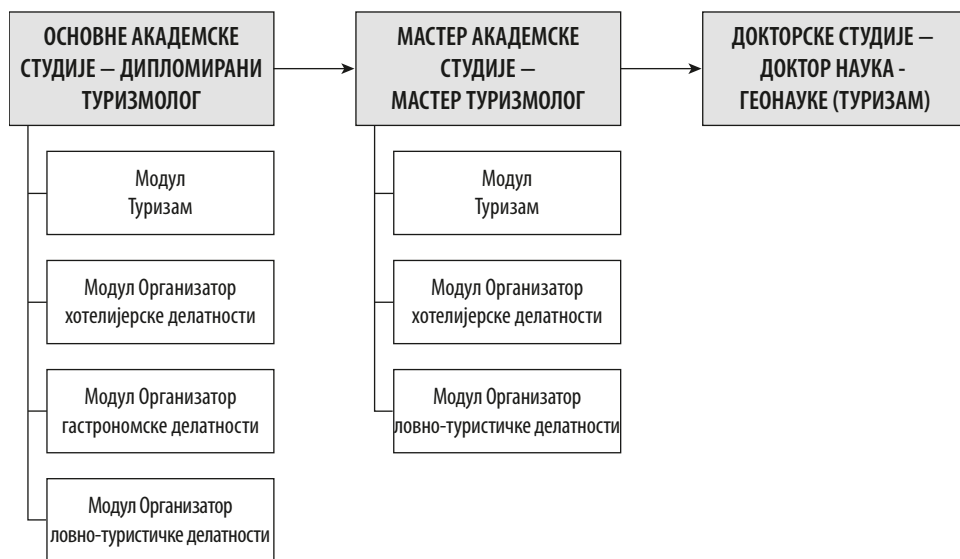 ОСНОВНЕ АКАДЕМСКЕ
СТУДИЈЕ – ДИПЛОМИРАНИ
ТУРИЗМОЛОГ
Модул
Туризам
Модул Организатор
хотелијерске делатности
Модул Организатор
гастрономске делатности
Модул Организатор
ловно-туристичке делатности
МАСТЕР АКАДЕМСКЕ
СТУДИЈЕ –
МАСТЕР ТУРИЗМОЛОГ
Модул
Туризам
Модул Организатор
хотелијерске делатности
Модул Организатор
ловно-туристичке делатности
ДОКТОРСКЕ СТУДИЈЕ –
ДОКТОР НАУКА -
ГЕОНАУКЕ (ТУРИЗАМ)